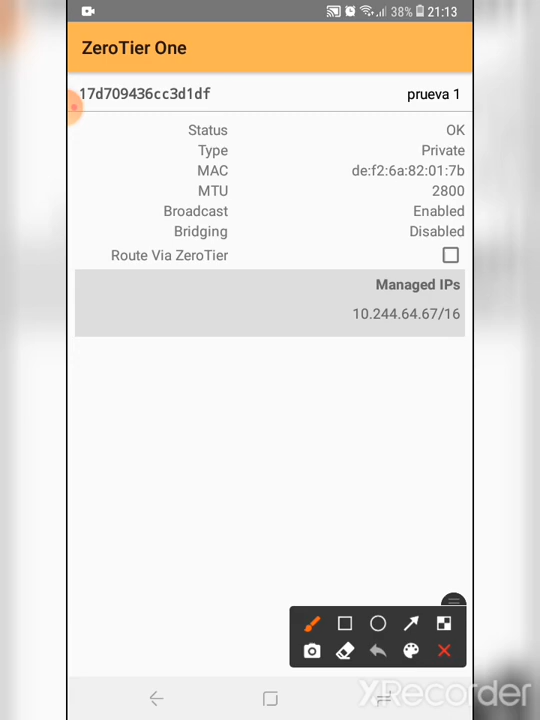 38% 21:13
ZeroTier One
17d709436cc3d1df prueva 1
Status OK
Type Private
MAC de:f2:6a:82:01:7b
MTU 2800
Broadcast Enabled
Bridging Disabled
Route Via ZeroTier
Managed IPs
10.244.64.67/16
XRecorder